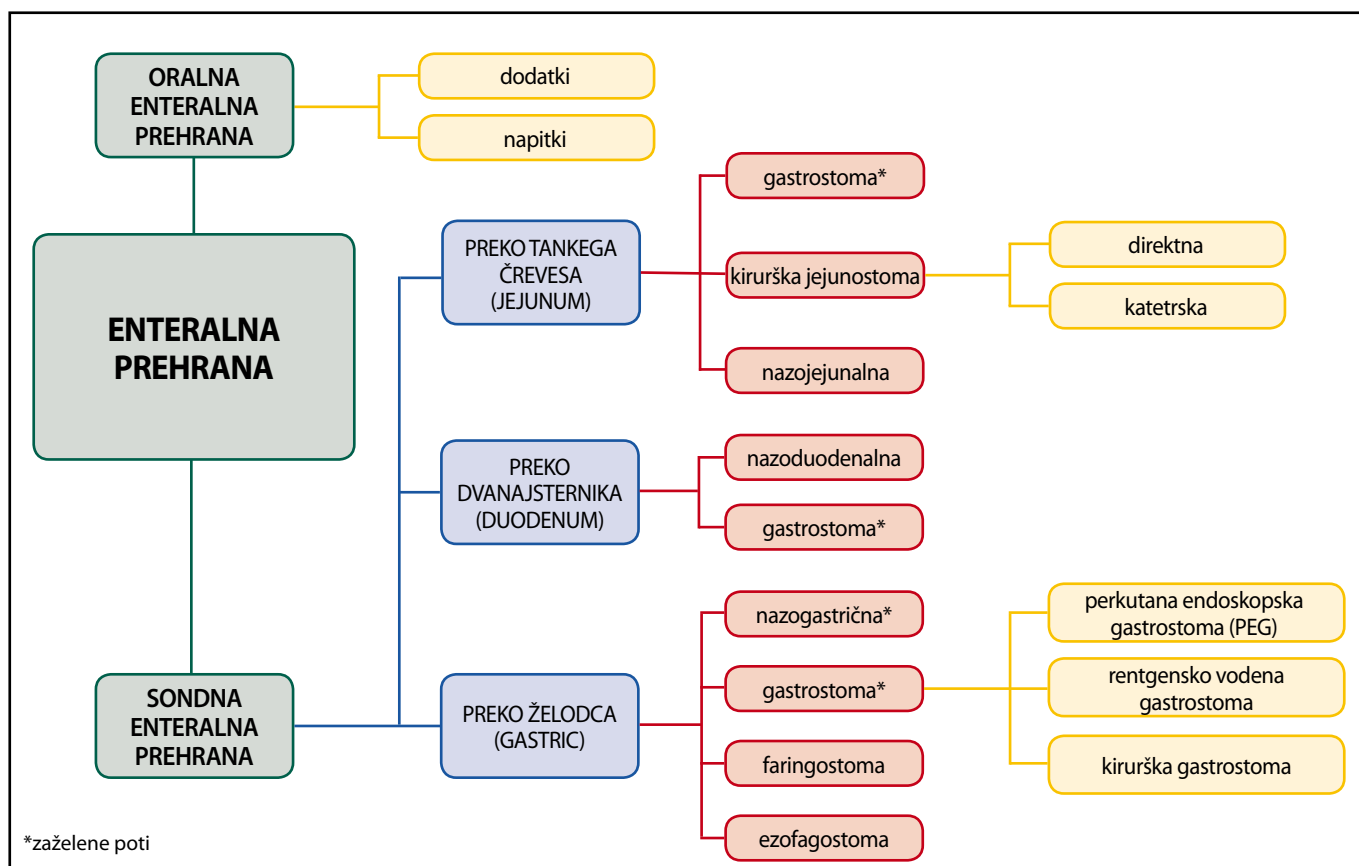 ORALNA
ENTERALNA
PREHRANA
dodatki
napitki
ENTERALNA
PREHRANA
PREKO TANKEGA
ČREVESA
(JEJUNUM)
gastrostoma*
kirurška jejunostoma
direktna
katetrska
nazojejunalna
PREKO
DVANAJSTERNIKA
(DUODENUM)
nazoduodenalna
gastrostoma*
SONDNA
ENTERALNA
PREHRANA
PREKO ŽELODCA
(GASTRIC)
nazogastrična*
gastrostoma*
perkutana endoskopska
gastrostoma (PEG)
rentgensko vodena
gastrostoma
kirurška gastrostoma
faringostoma
ezofagostoma
*zaželene poti